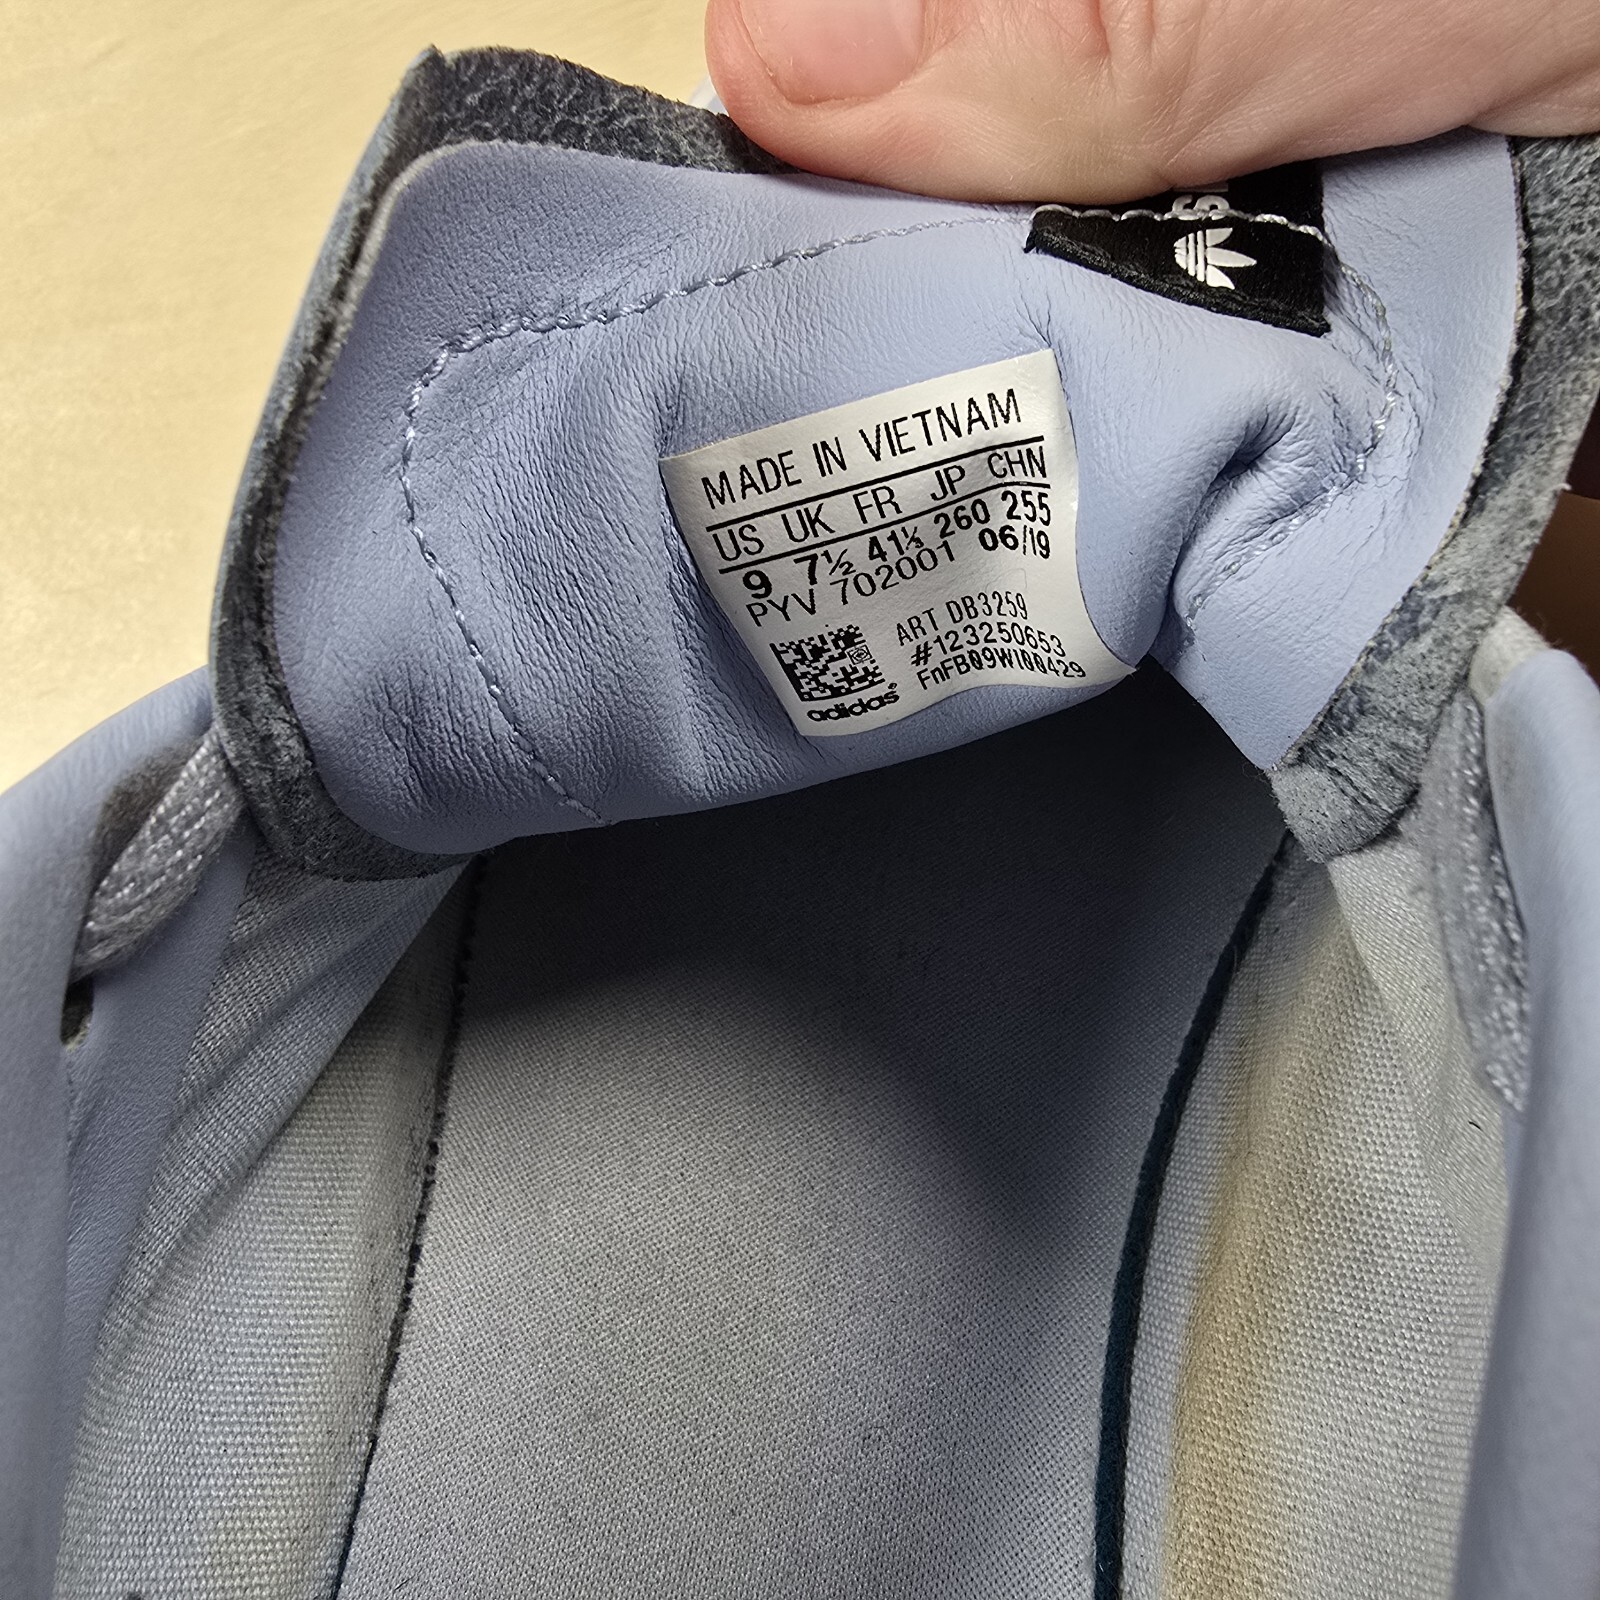 MADE IN VIETNAM
US UK FR JP CHN
9 7½ 41⅓ 260 255
PYV 702001 06/19
ART DB3259
#123250653
FnFB09W100429
adidas®